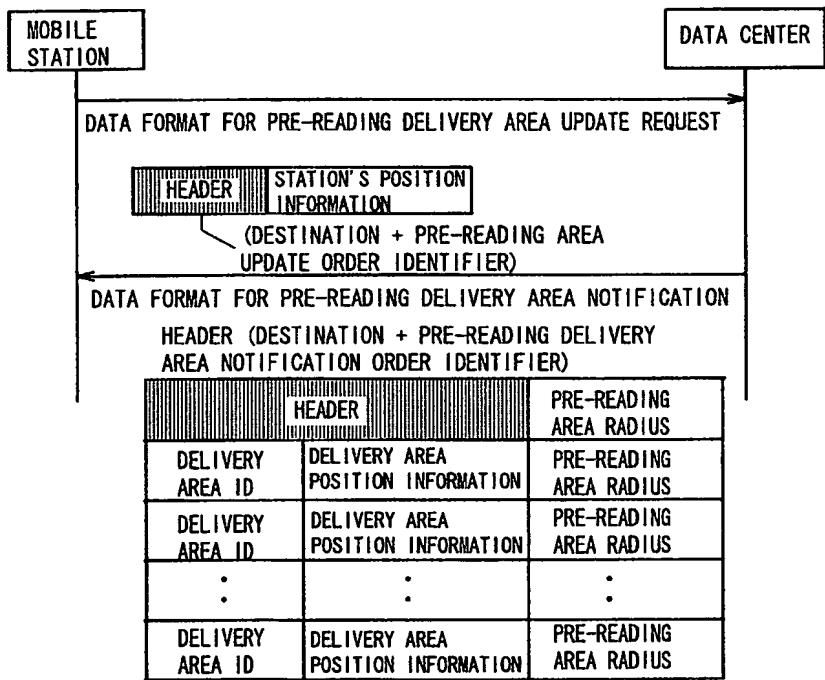 MOBILE
STATION
DATA CENTER
DATA FORMAT FOR PRE-READING DELIVERY AREA UPDATE REQUEST
HEADER
STATION'S POSITION
INFORMATION
(DESTINATION + PRE-READING AREA
UPDATE ORDER IDENTIFIER)
DATA FORMAT FOR PRE-READING DELIVERY AREA NOTIFICATION
HEADER (DESTINATION + PRE-READING DELIVERY
AREA NOTIFICATION ORDER IDENTIFIER)
HEADER
PRE-READING
AREA RADIUS
DELIVERY
AREA ID
DELIVERY AREA
POSITION INFORMATION
PRE-READING
AREA RADIUS
DELIVERY
AREA ID
DELIVERY AREA
POSITION INFORMATION
PRE-READING
AREA RADIUS
:
:
:
DELIVERY
AREA ID
DELIVERY AREA
POSITION INFORMATION
PRE-READING
AREA RADIUS